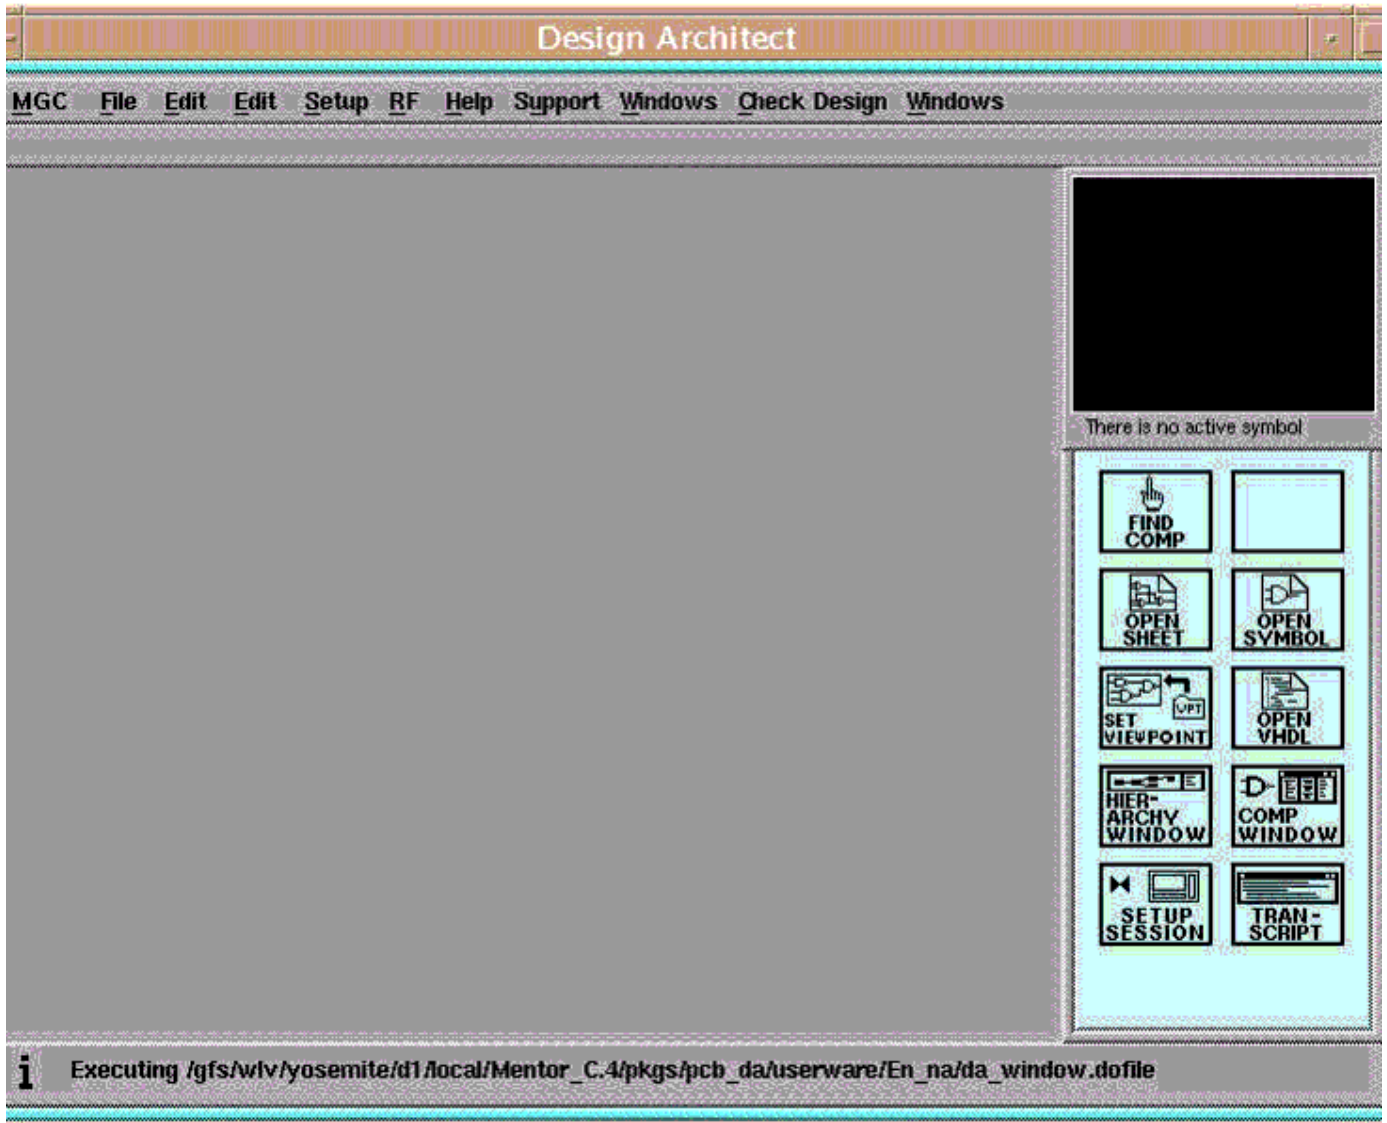 Design Architect
MGC File Edit Edit Setup RF Help Support Windows Check Design Windows
There is no active symbol
FIND
COMP
OPEN
SHEET
OPEN
SYMBOL
VPT
SET
VIEWPOINT
OPEN
VHDL
HIER-
ARCHY
WINDOW
COMP
WINDOW
SETUP
SESSION
TRAN-
SCRIPT
i Executing /gfs/wlv/yosemite/d1/local/Mentor_C.4/pkgs/pcb_da/userware/En_na/da_window.dofile